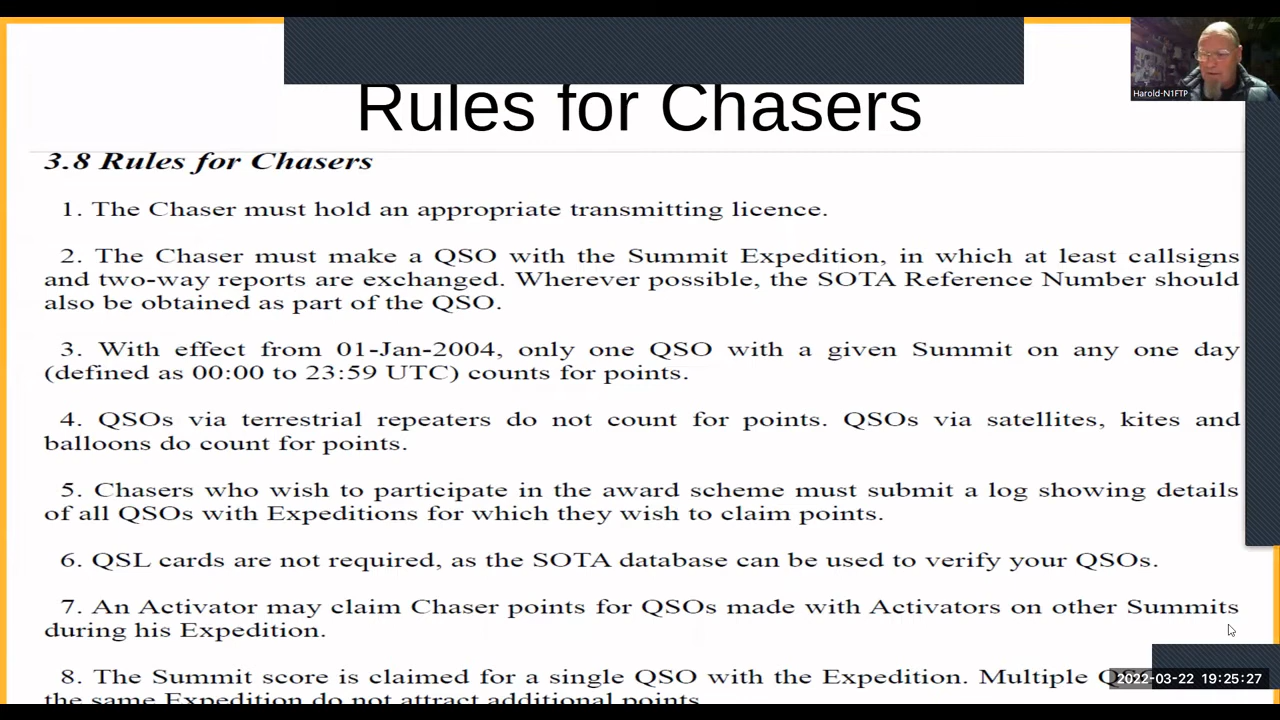 Harold-N1FTP
Rules for Chasers
3.8 Rules for Chasers
1. The Chaser must hold an appropriate transmitting licence.
2. The Chaser must make a QSO with the Summit Expedition, in which at least callsigns
and two-way reports are exchanged. Wherever possible, the SOTA Reference Number should
also be obtained as part of the QSO.
3. With effect from 01-Jan-2004, only one QSO with a given Summit on any one day
(defined as 00:00 to 23:59 UTC) counts for points.
4. QSOs via terrestrial repeaters do not count for points. QSOs via satellites, kites and
balloons do count for points.
5. Chasers who wish to participate in the award scheme must submit a log showing details
of all QSOs with Expeditions for which they wish to claim points.
6. QSL cards are not required, as the SOTA database can be used to verify your QSOs.
7. An Activator may claim Chaser points for QSOs made with Activators on other Summits
during his Expedition.
8. The Summit score is claimed for a single QSO with the Expedition. Multiple
2022-03-22 19:25:27
the same Expedition do not attract additional points.